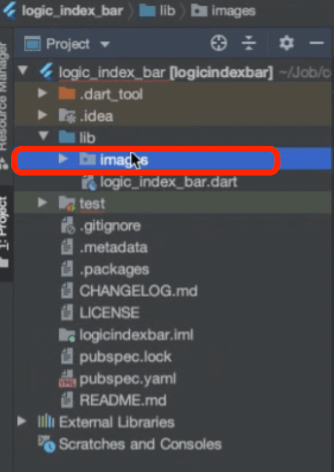 logic_index_bar lib images
Project
logic_index_bar [logicindexbar] ~/Job/c
.dart_tool
.idea
lib
images
logic_index_bar.dart
test
.gitignore
.metadata
.packages
CHANGELOG.md
LICENSE
logicindexbar.iml
pubspec.lock
pubspec.yaml
README.md
External Libraries
Scratches and Consoles
Resource Manager
1: Project